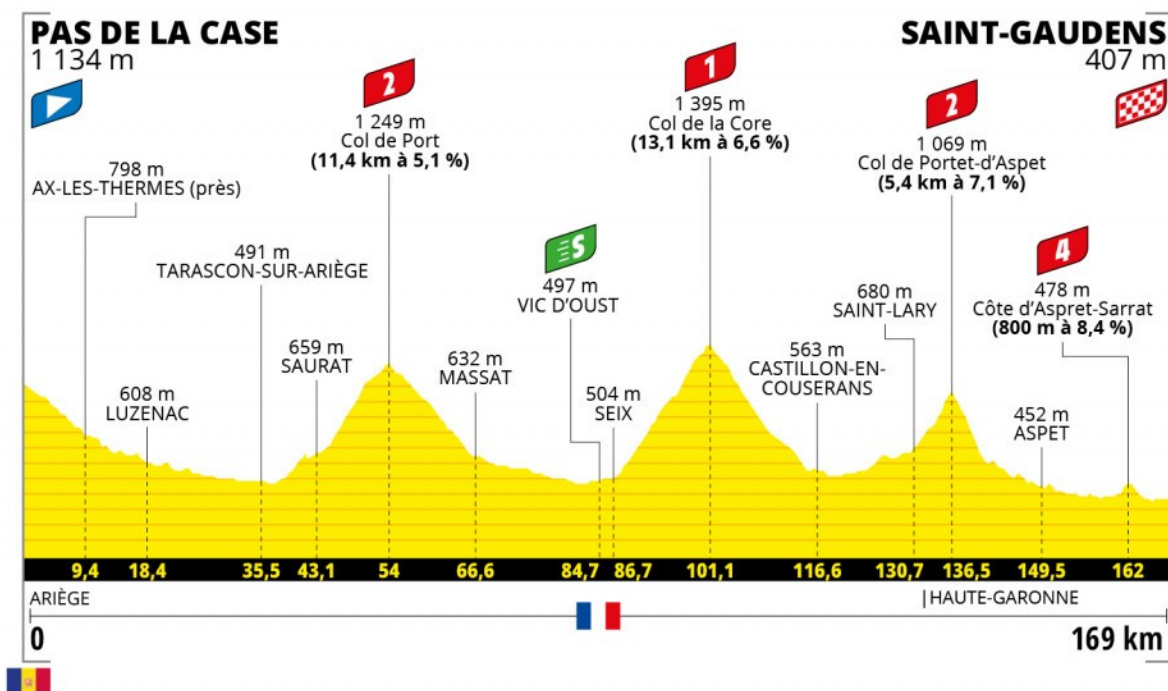 PAS DE LA CASE
1 134 m
SAINT-GAUDENS
407 m
2
1 249 m
Col de Port
(11,4 km à 5,1 %)
1
1 395 m
Col de la Core
(13,1 km à 6,6 %)
2
1 069 m
Col de Portet-d’Aspet
(5,4 km à 7,1 %)
798 m
AX-LES-THERMES (près)
491 m
TARASCON-SUR-ARIÈGE
S
497 m
VIC D’OUST
4
478 m
Côte d’Aspret-Sarrat
(800 m à 8,4 %)
680 m
SAINT-LARY
659 m
SAURAT
632 m
MASSAT
563 m
CASTILLON-EN-
COUSERANS
608 m
LUZENAC
504 m
SEIX
452 m
ASPET
9,4 18,4 35,5 43,1 54 66,6 84,7 86,7 101,1 116,6 130,7 136,5 149,5 162
ARIÈGE
HAUTE-GARONNE
0
169 km